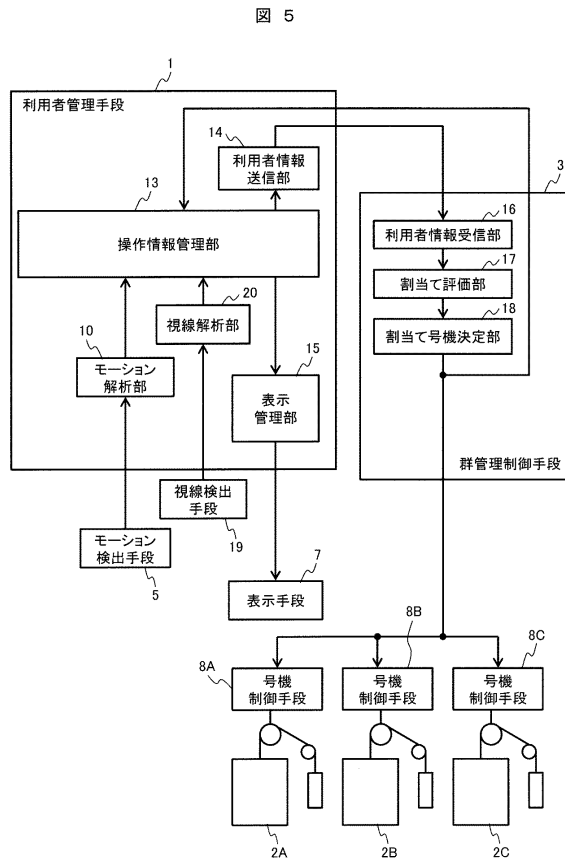 図 5
1
利用者管理手段
14
利用者情報
送信部
13
操作情報管理部
3
16
利用者情報受信部
17
割当て評価部
18
割当て号機決定部
20
視線解析部
10
モーション
解析部
15
表示
管理部
群管理制御手段
視線検出
手段
19
モーション
検出手段
5
7
表示手段
8A
号機
制御手段
8B
号機
制御手段
8C
号機
制御手段
2A
2B
2C